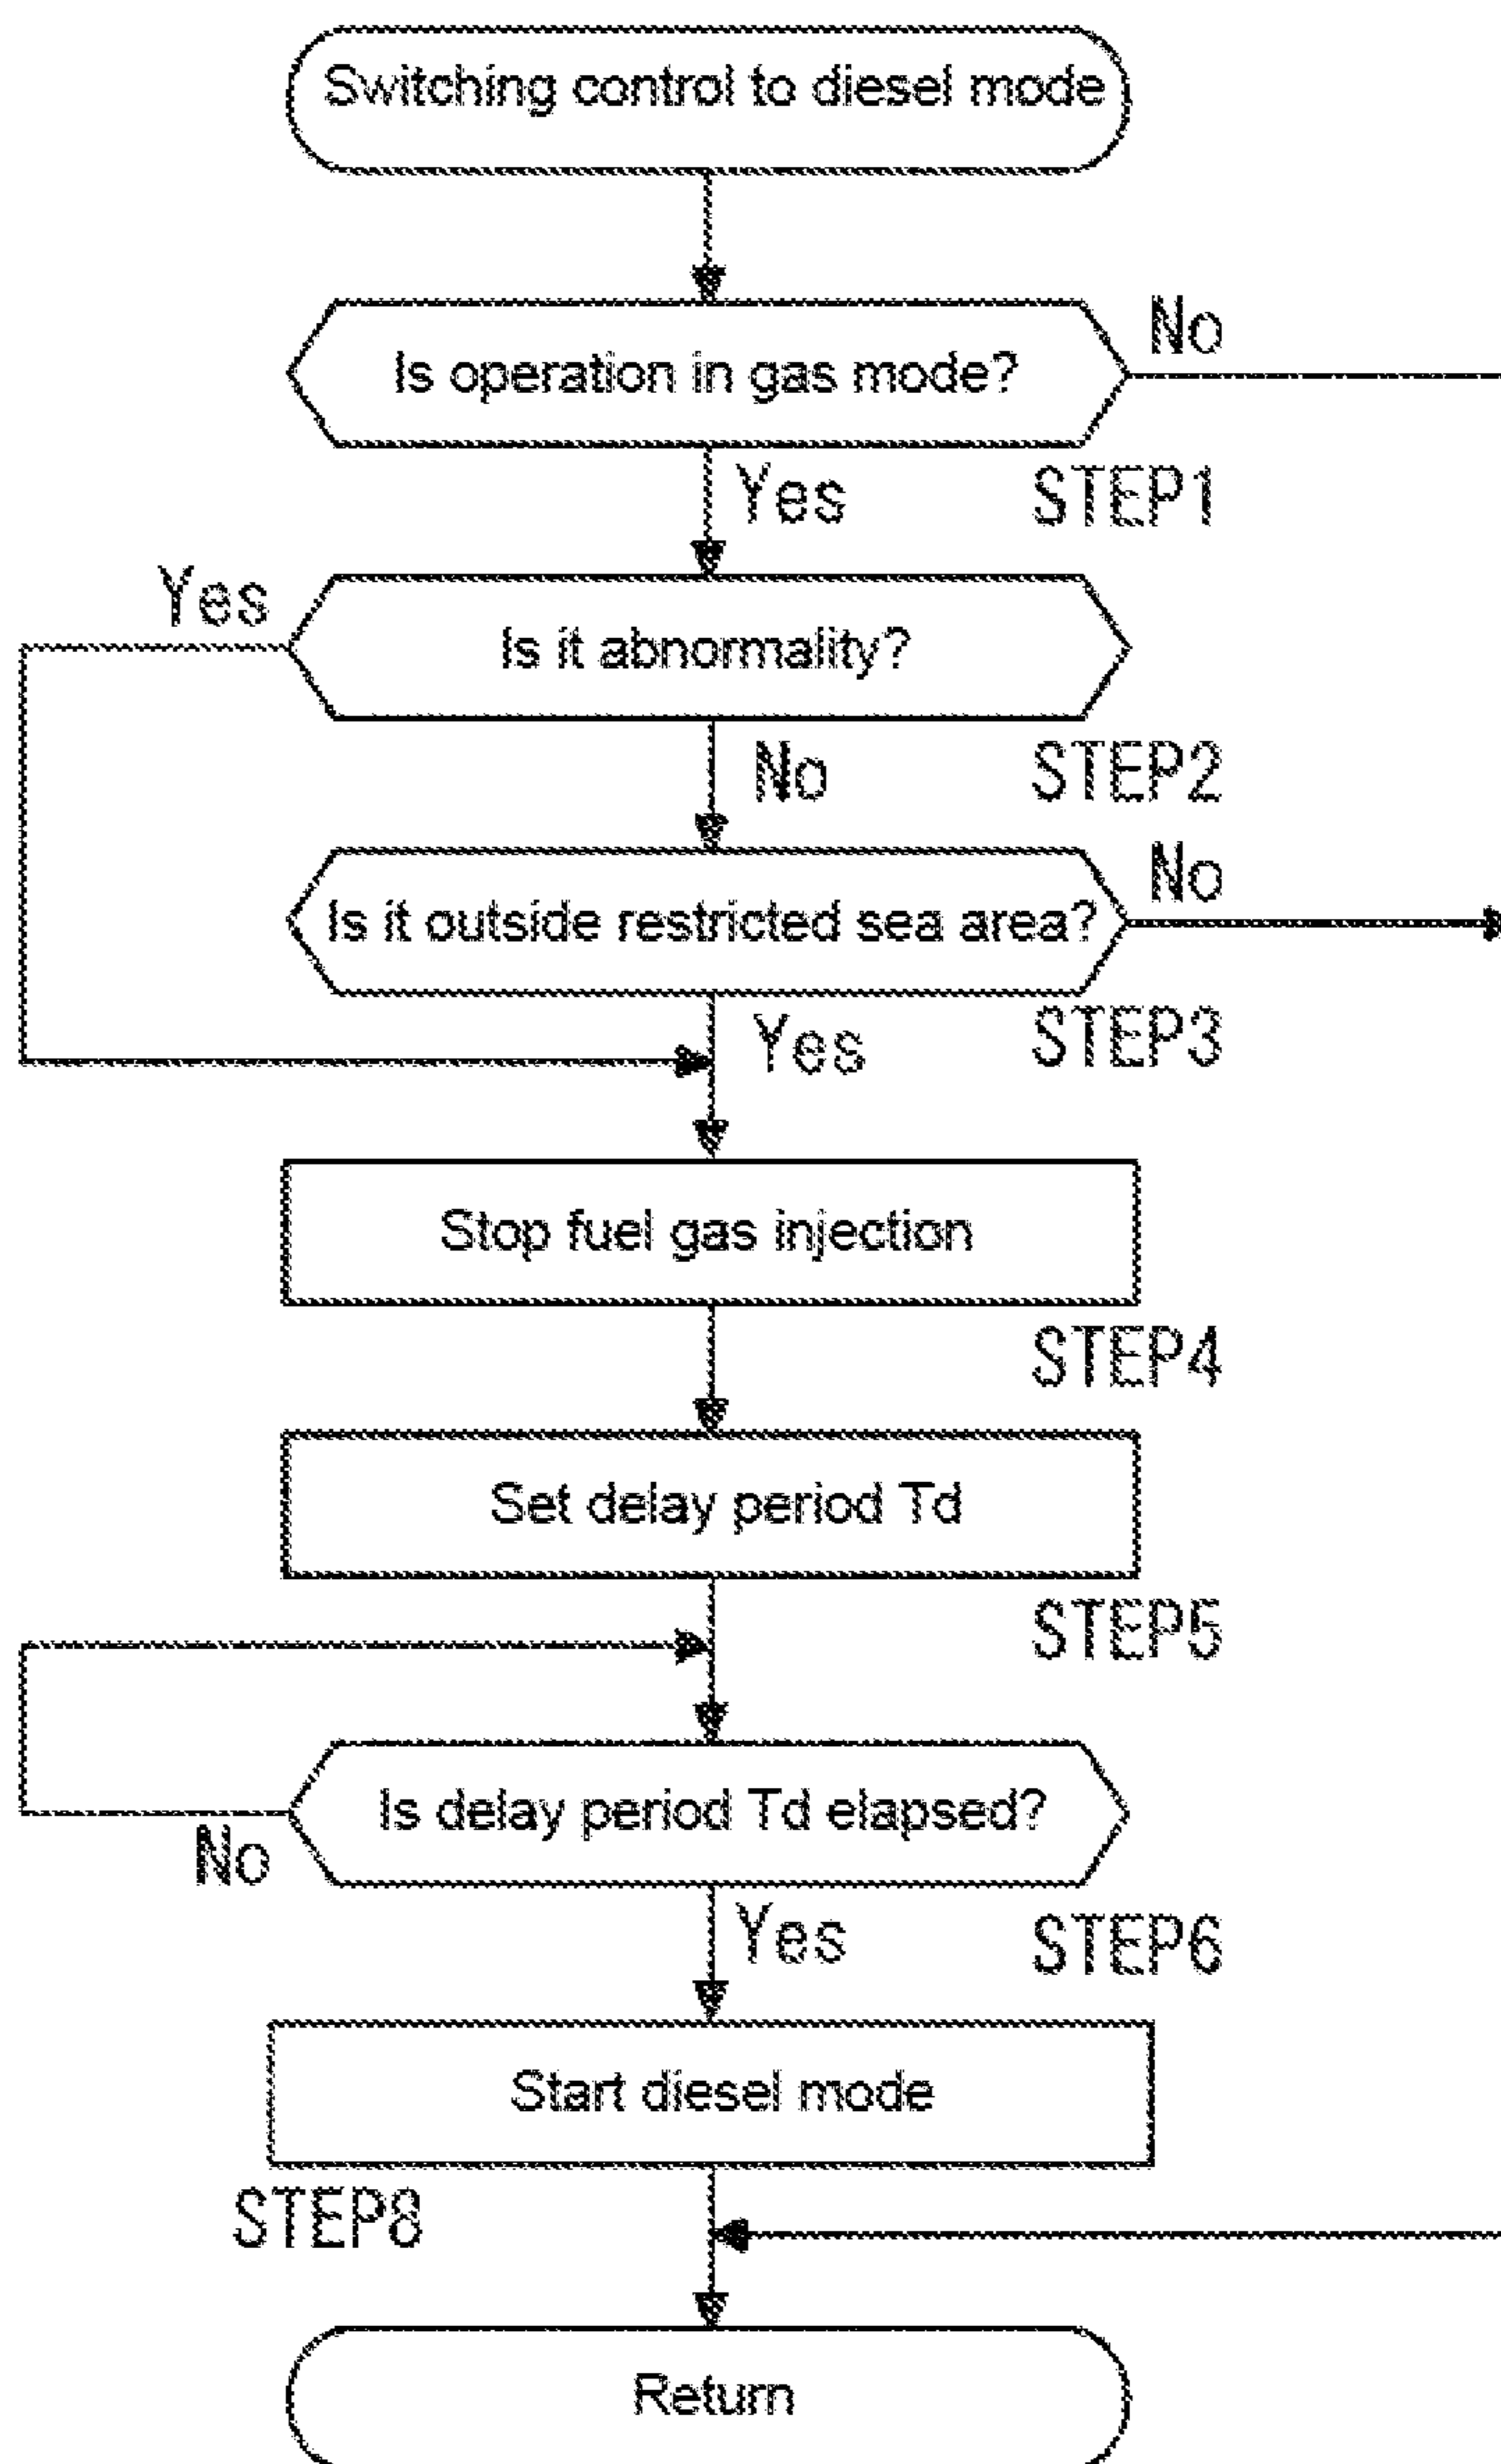 Switching control to diesel mode
Is operation in gas mode?
No
Yes
STEP1
Yes
Is it abnormality?
No
STEP2
Is it outside restricted sea area?
No
Yes
STEP3
Stop fuel gas injection
STEP4
Set delay period Td
STEP5
Is delay period Td elapsed?
No
Yes
STEP6
Start diesel mode
STEP8
Return